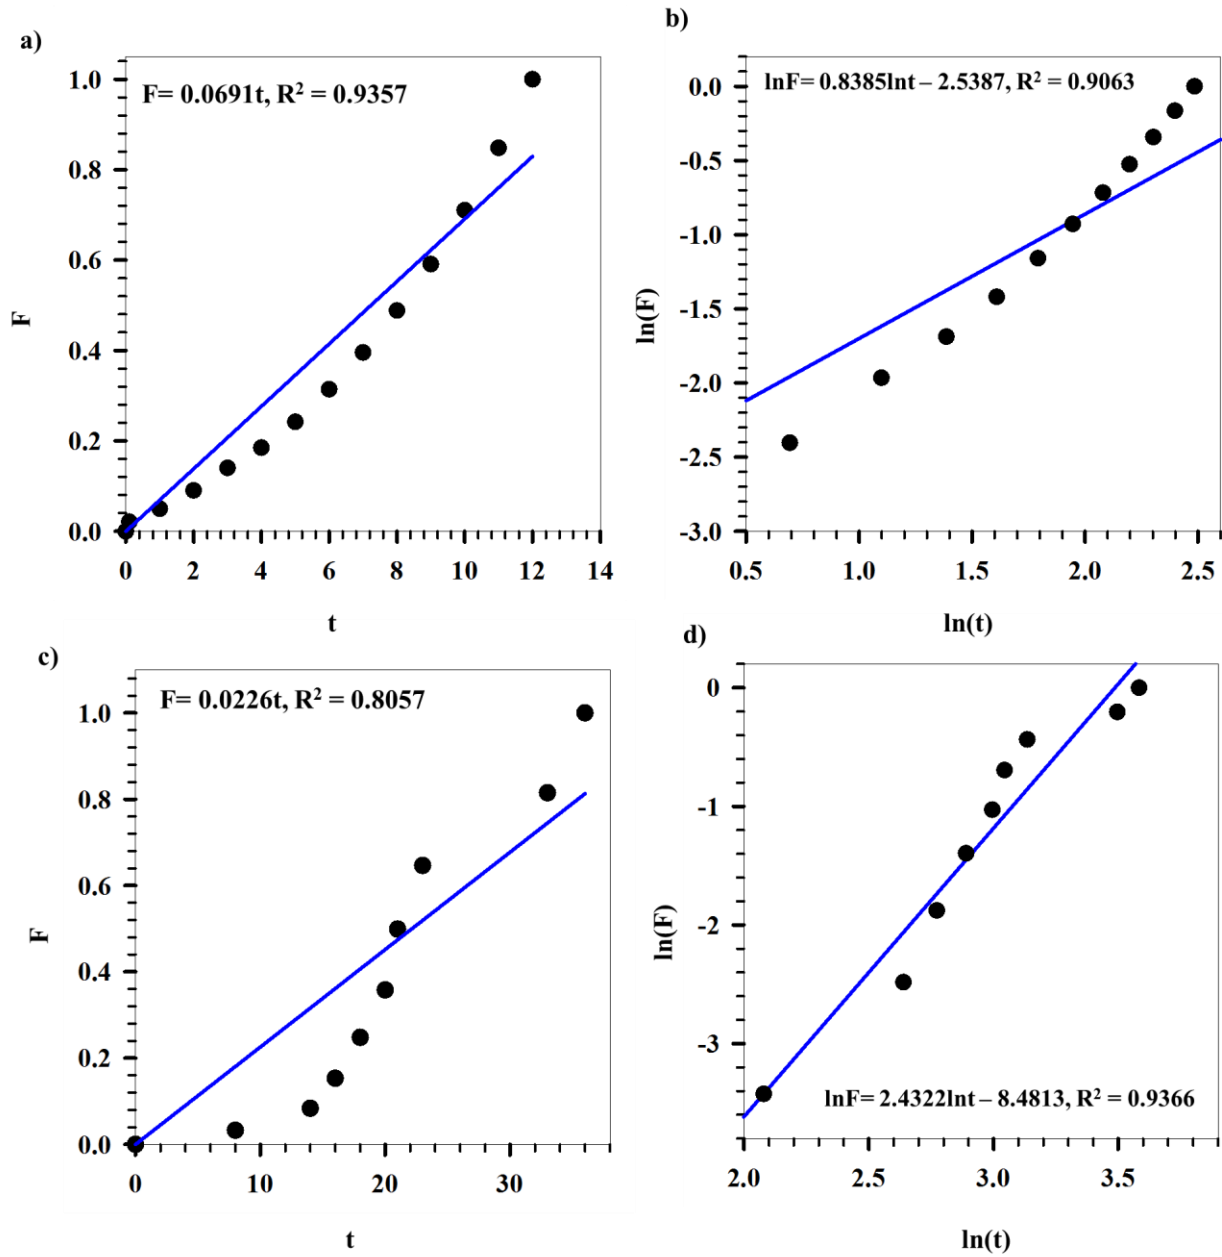 a)
F= 0.0691t, R² = 0.9357
1.0
0.8
0.6
0.4
0.2
0.0
F
0 2 4 6 8 10 12 14
t
b)
lnF= 0.8385lnt – 2.5387, R² = 0.9063
0.0
-0.5
-1.0
-1.5
-2.0
-2.5
-3.0
ln(F)
0.5 1.0 1.5 2.0 2.5
ln(t)
c)
F= 0.0226t, R² = 0.8057
1.0
0.8
0.6
0.4
0.2
0.0
F
0 10 20 30
t
d)
0
-1
-2
-3
ln(F)
lnF= 2.4322lnt – 8.4813, R² = 0.9366
2.0 2.5 3.0 3.5
ln(t)